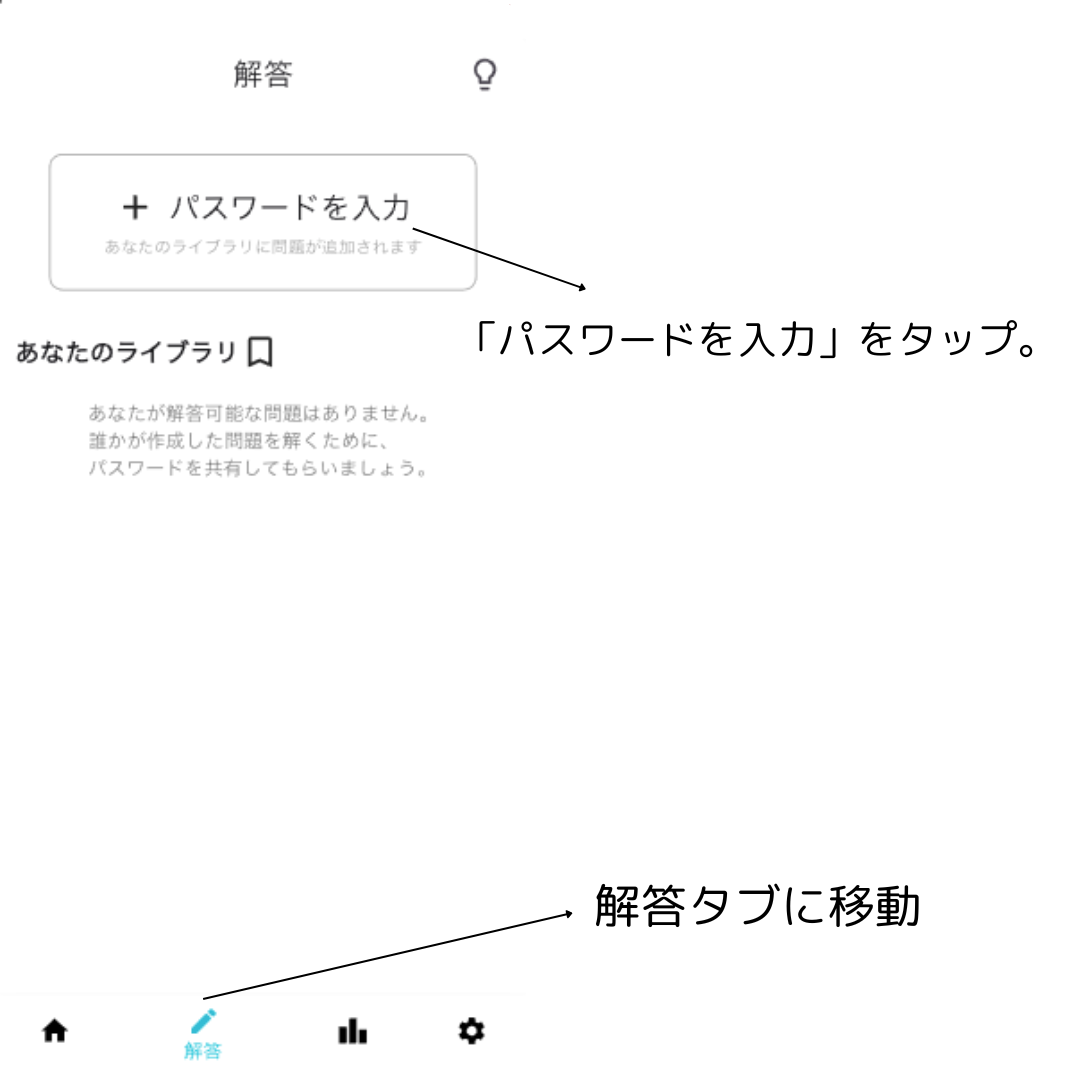 解答
+ パスワードを入力
あなたのライブラリに問題が追加されます
「パスワードを入力」をタップ。
あなたのライブラリ
あなたが解答可能な問題はありません。
誰かが作成した問題を解くために、
パスワードを共有してもらいましょう。
解答タブに移動
解答